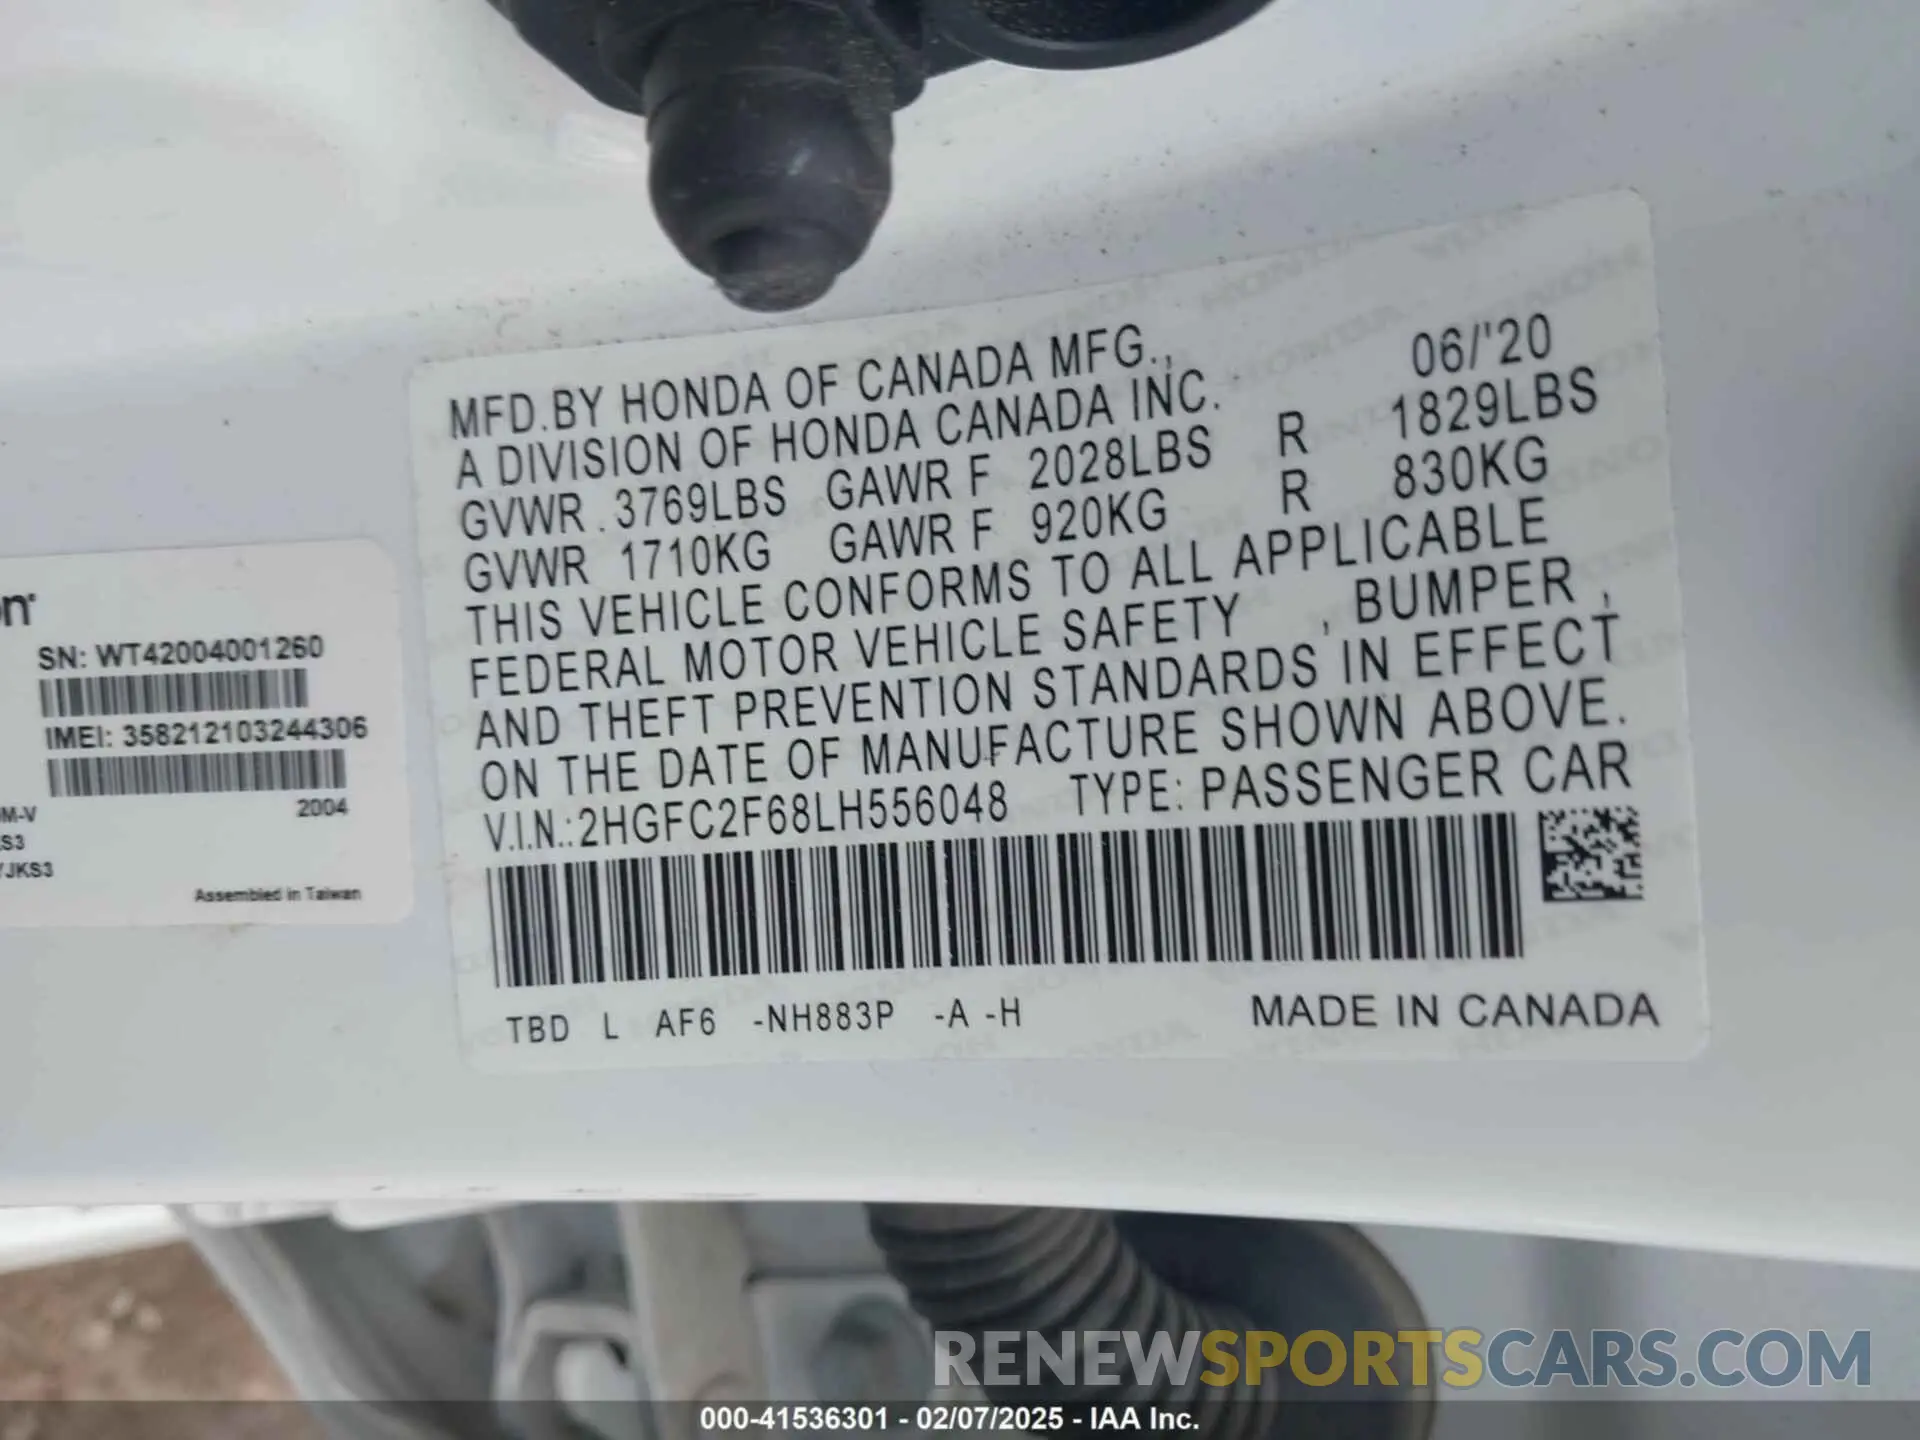 MFD.BY HONDA OF CANADA MFG., 06/'20
A DIVISION OF HONDA CANADA INC.
GVWR 3769LBS GAWR F 2028LBS R 1829LBS
GVWR 1710KG GAWR F 920KG R 830KG
THIS VEHICLE CONFORMS TO ALL APPLICABLE
FEDERAL MOTOR VEHICLE SAFETY , BUMPER ,
AND THEFT PREVENTION STANDARDS IN EFFECT
ON THE DATE OF MANUFACTURE SHOWN ABOVE.
V.I.N.:2HGFC2F68LH556048 TYPE: PASSENGER CAR
TBD L AF6 -NH883P -A -H MADE IN CANADA
SN: WT42004001260
IMEI: 358212103244306
M-V 2004
S3
YJKS3
Assembled in Taiwan
RENEWSPORTSCARS.COM
000-41536301 - 02/07/2025 - IAA Inc.